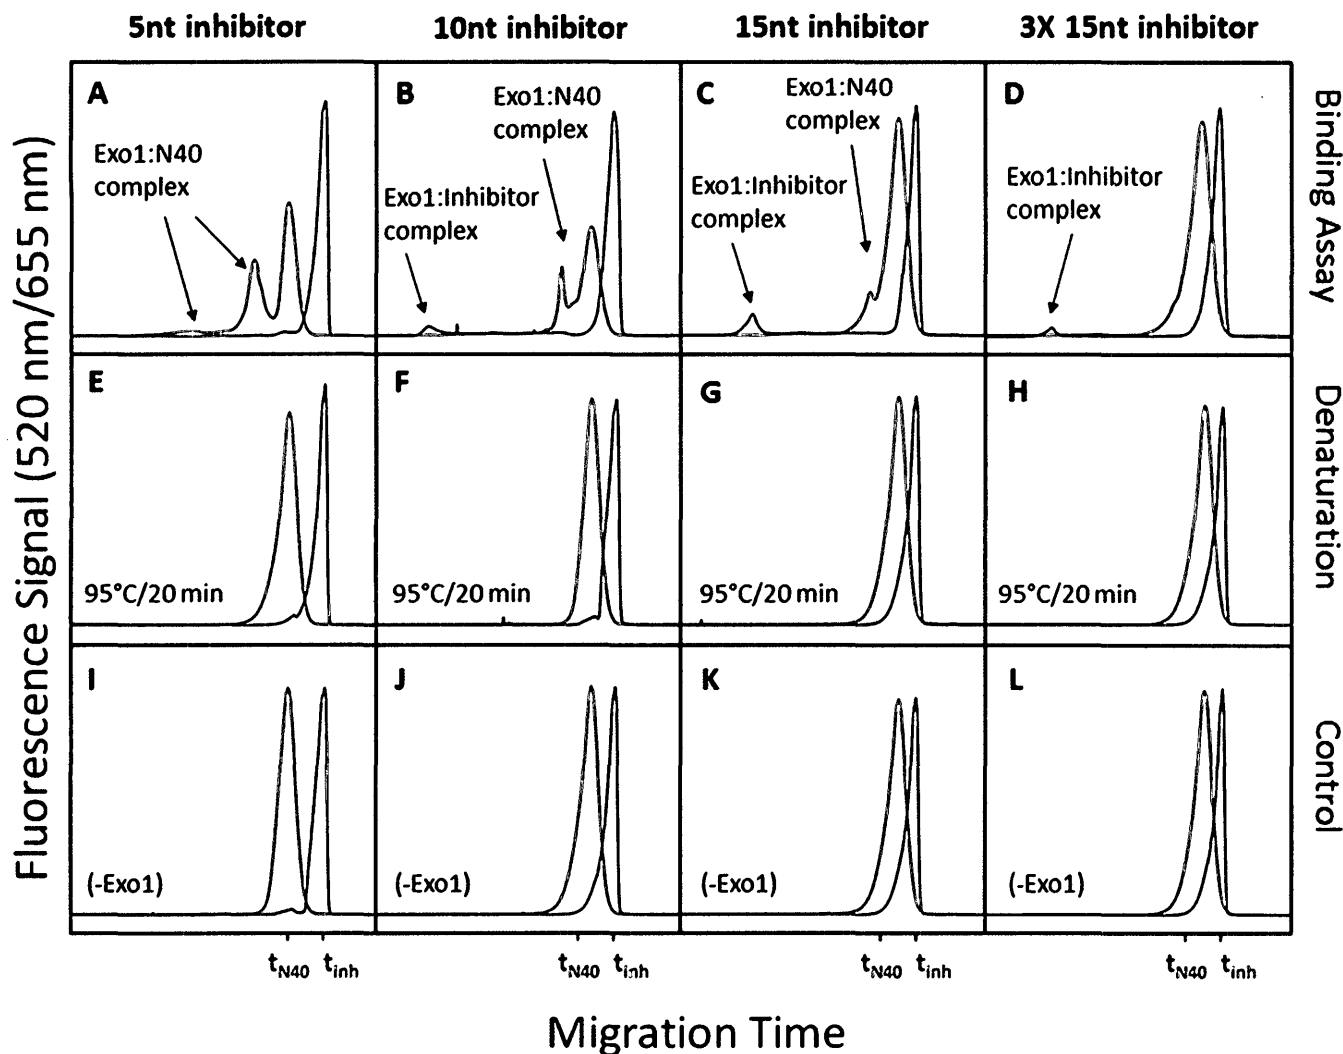 5nt inhibitor
10nt inhibitor
15nt inhibitor
3X 15nt inhibitor
Fluorescence Signal (520 nm/655 nm)
A
Exo1:N40
complex
B
Exo1:N40
complex
Exo1:Inhibitor
complex
C
Exo1:N40
complex
Exo1:Inhibitor
complex
D
Exo1:Inhibitor
complex
Binding Assay
E
95°C/20 min
F
95°C/20 min
G
95°C/20 min
H
95°C/20 min
Denaturation
I
(-Exo1)
J
(-Exo1)
K
(-Exo1)
L
(-Exo1)
Control
tN40 tinh
tN40 tinh
tN40 tinh
tN40 tinh
Migration Time